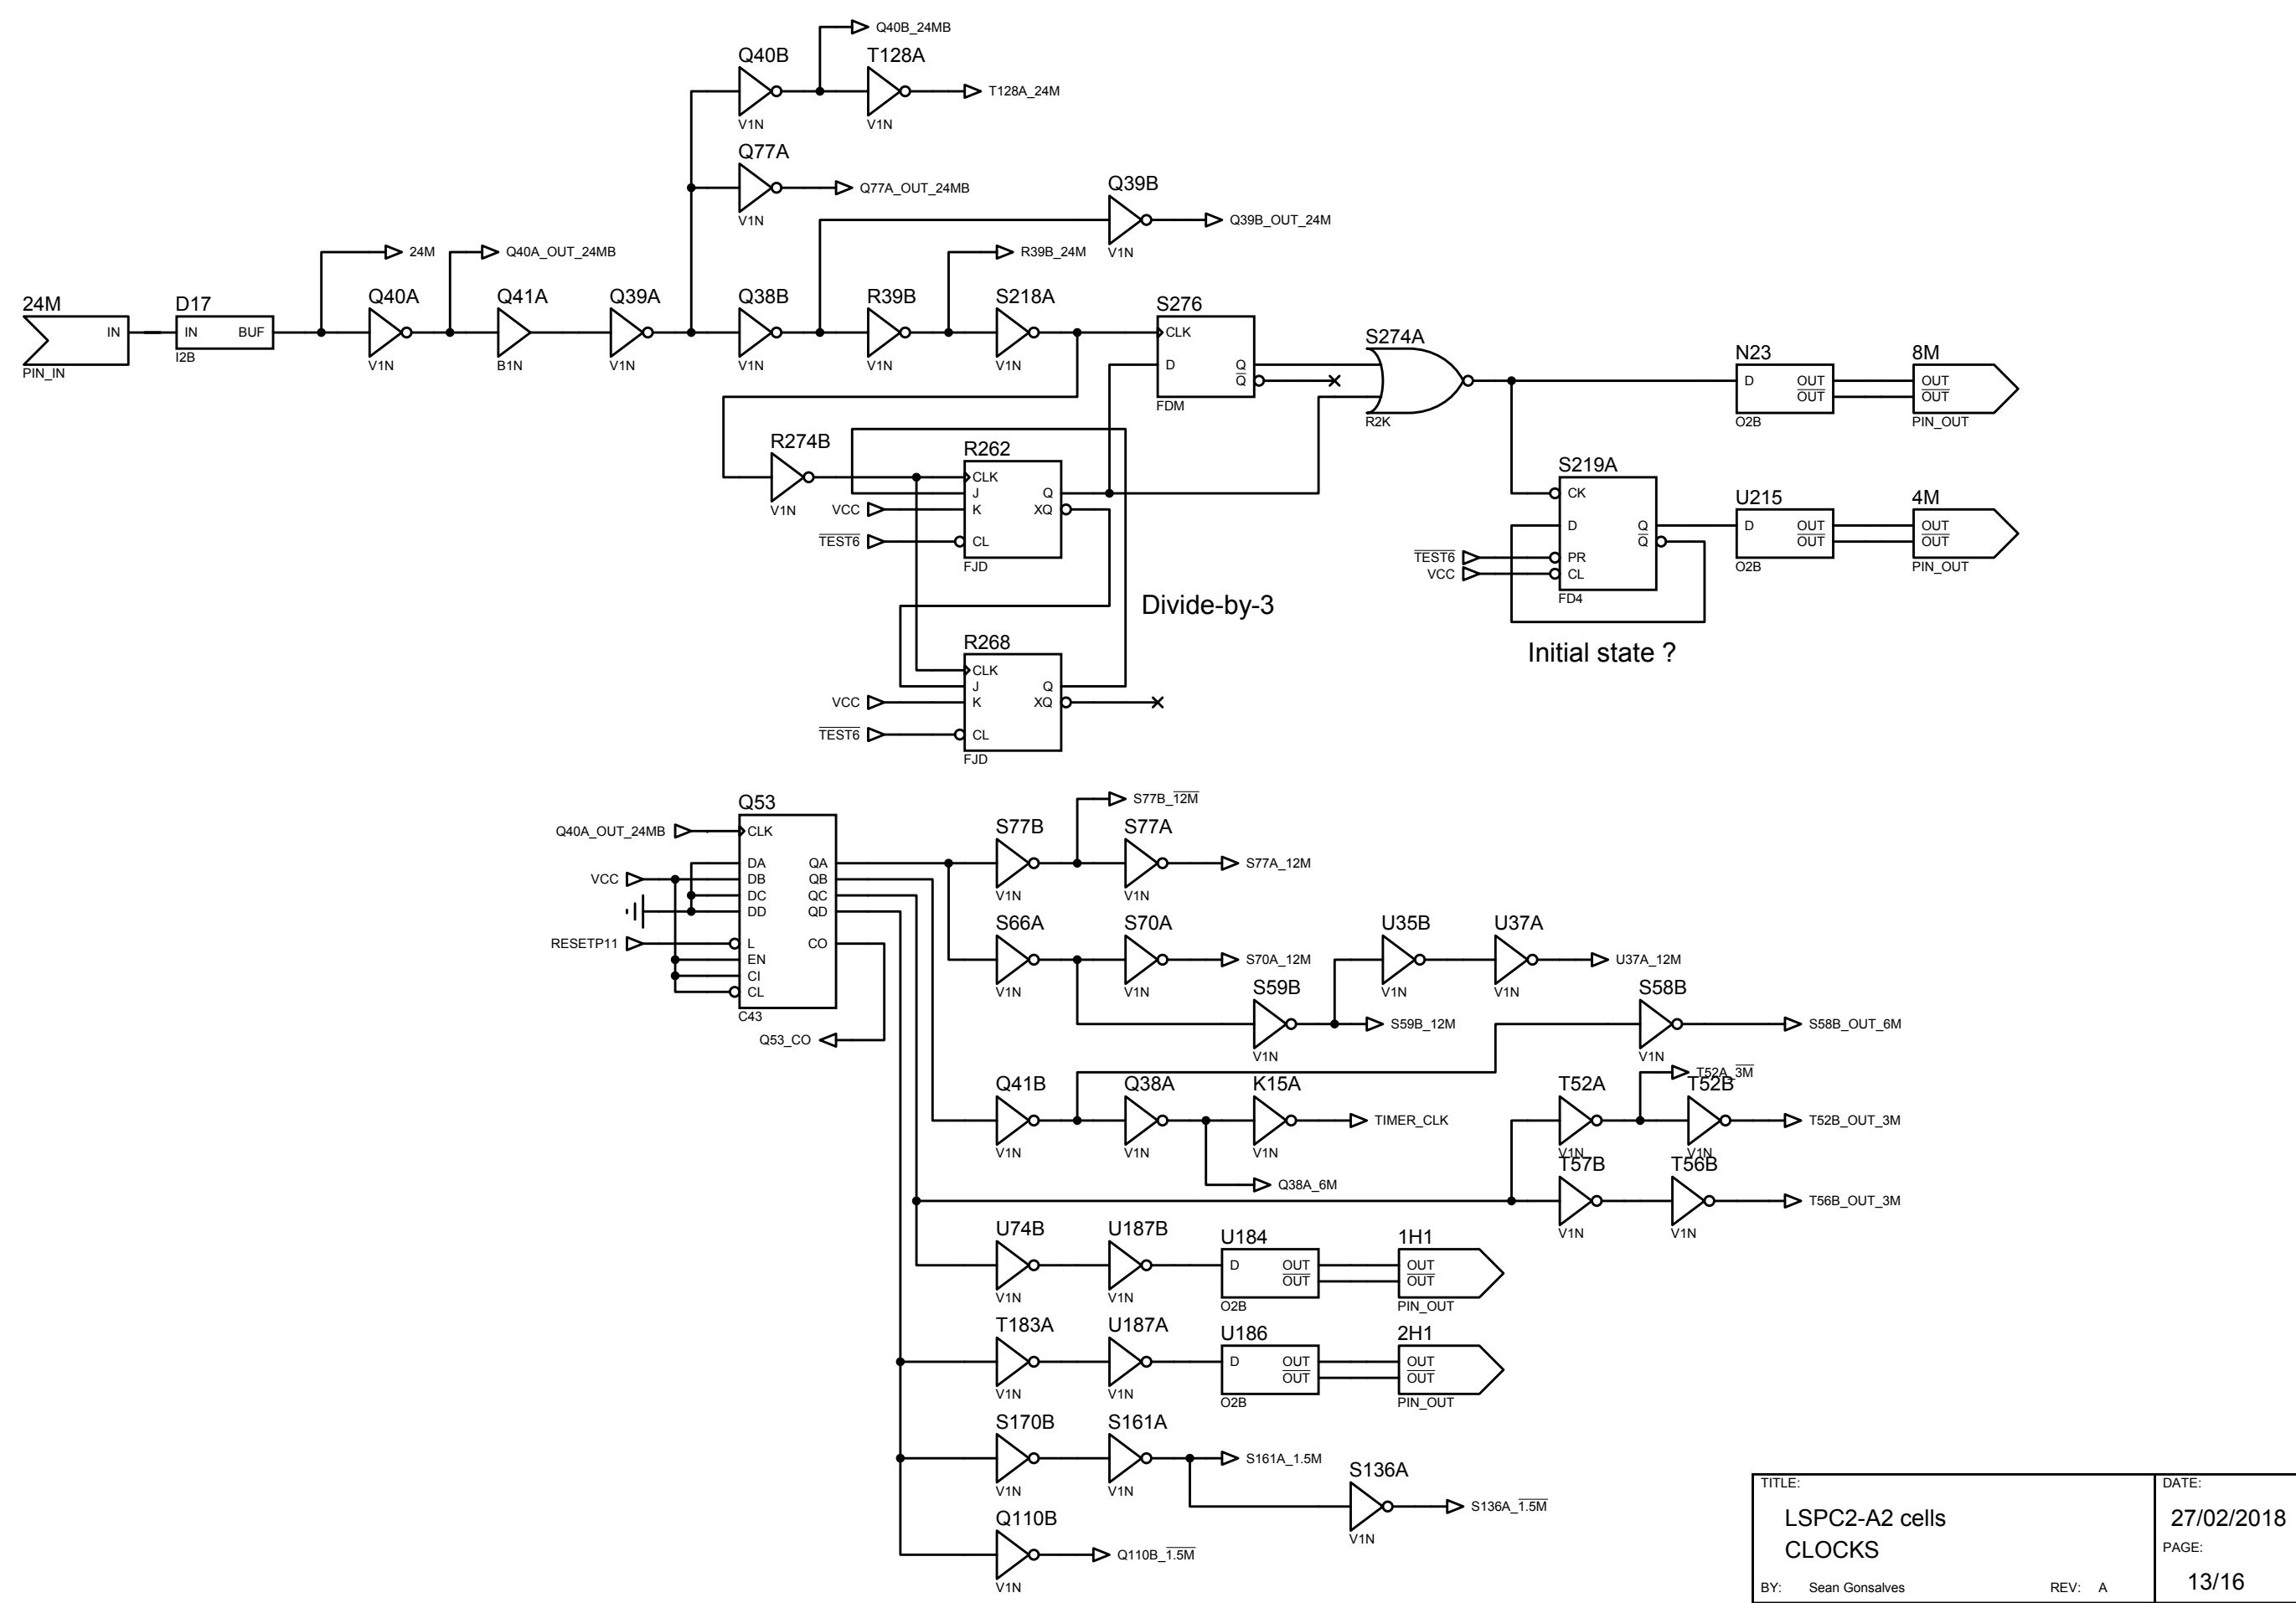 Q40B_24MB
Q40B
T128A
T128A_24M
V1N
V1N
Q77A
Q77A_OUT_24MB
V1N
Q39B
Q39B_OUT_24M
V1N
24M
Q40A_OUT_24MB
R39B_24M
24M
IN
PIN_IN
D17
IN BUF
I2B
Q40A
V1N
Q41A
B1N
Q39A
V1N
Q38B
V1N
R39B
V1N
S218A
V1N
S276
CLK
D
Q
Q
FDM
S274A
R2K
N23
D OUT
OUT
O2B
8M
OUT
OUT
PIN_OUT
R274B
V1N
R262
CLK
J Q
K XQ
CL
FJD
VCC
TEST6
S219A
CK
D Q
Q
PR
CL
FD4
TEST6
VCC
U215
D OUT
OUT
O2B
4M
OUT
OUT
PIN_OUT
Divide-by-3
Initial state ?
R268
CLK
J Q
K XQ
CL
FJD
VCC
TEST6
Q53
CLK
DA QA
DB QB
DC QC
DD QD
L CO
EN
CI
CL
C43
Q40A_OUT_24MB
VCC
RESETP11
Q53_CO
S77B_12M
S77B
V1N
S77A
V1N
S77A_12M
S66A
V1N
S70A
V1N
S70A_12M
U35B
V1N
U37A
V1N
U37A_12M
S59B
V1N
S59B_12M
S58B
V1N
S58B_OUT_6M
Q41B
V1N
Q38A
V1N
K15A
V1N
TIMER_CLK
Q38A_6M
T52A
V1N
T52A_3M
T52B
V1N
T52B_OUT_3M
T57B
V1N
T56B
V1N
T56B_OUT_3M
U74B
V1N
U187B
V1N
U184
D OUT
OUT
O2B
1H1
OUT
OUT
PIN_OUT
T183A
V1N
U187A
V1N
U186
D OUT
OUT
O2B
2H1
OUT
OUT
PIN_OUT
S170B
V1N
S161A
V1N
S161A_1.5M
S136A
V1N
S136A_1.5M
Q110B
V1N
Q110B_1.5M
TITLE:
LSPC2-A2 cells
CLOCKS
BY: Sean Gonsalves REV: A
DATE:
27/02/2018
PAGE:
13/16